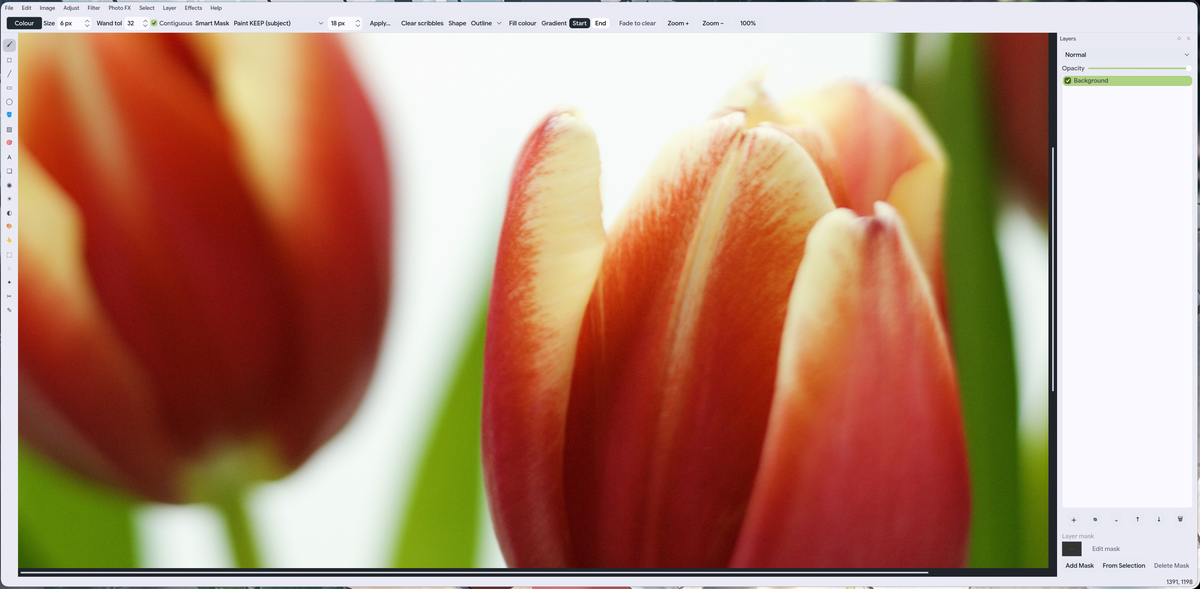 File Edit Image Adjust Filter Photo FX Select Layer Effects Help
Colour Size 6 px Wand tol 32 Contiguous Smart Mask Paint KEEP (subject) 18 px Apply... Clear scribbles Shape Outline Fill colour Gradient Start End Fade to clear Zoom + Zoom − 100%
Layers
Normal
Opacity
Background
A
Layer mask
Edit mask
Add Mask From Selection Delete Mask
1391, 1198